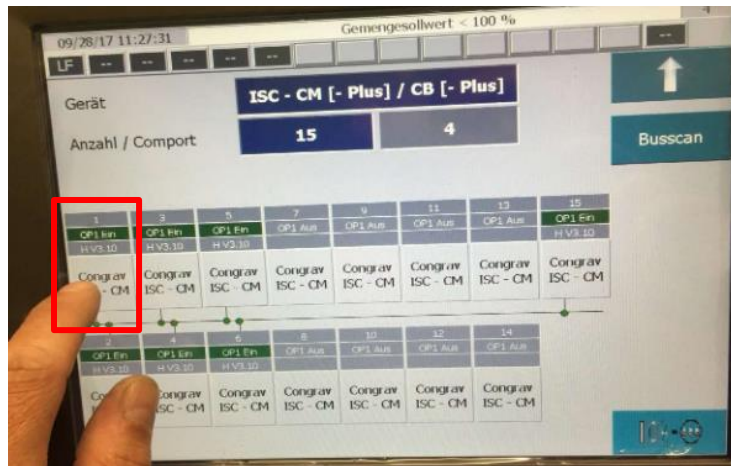 4
09/28/17 11:27:31
Gemengesollwert < 100 %
LF -- -- -- -- -- --
Gerät
ISC - CM [- Plus] / CB [- Plus]
Anzahl / Comport
15
4
Busscan
1 3 5 7 9 11 13 15
OP1 Ein OP1 Ein OP1 Ein OP1 Aus OP1 Aus OP1 Aus OP1 Aus OP1 Ein
H V3.10 H V3.10 H V3.10 H V3.10
Congrav Congrav Congrav Congrav Congrav Congrav Congrav Congrav
- CM ISC - CM ISC - CM ISC - CM ISC - CM ISC - CM ISC - CM ISC - CM
2 4 6 8 10 12 14
OP1 Ein OP1 Ein OP1 Ein OP1 Aus OP1 Aus OP1 Aus OP1 Aus
H V3.10 H V3.10 H V3.10
Congrav Congrav Congrav Congrav Congrav
ISC - CM ISC - CM ISC - CM ISC - CM ISC - CM ISC - CM